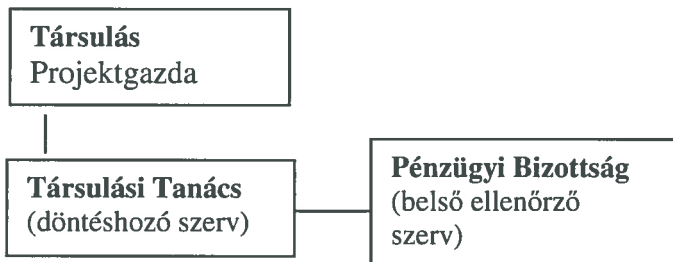 Társulás
Projektgazda
Társulási Tanács
(döntéshozó szerv)
Pénzügyi Bizottság
(belső ellenőrző
szerv)